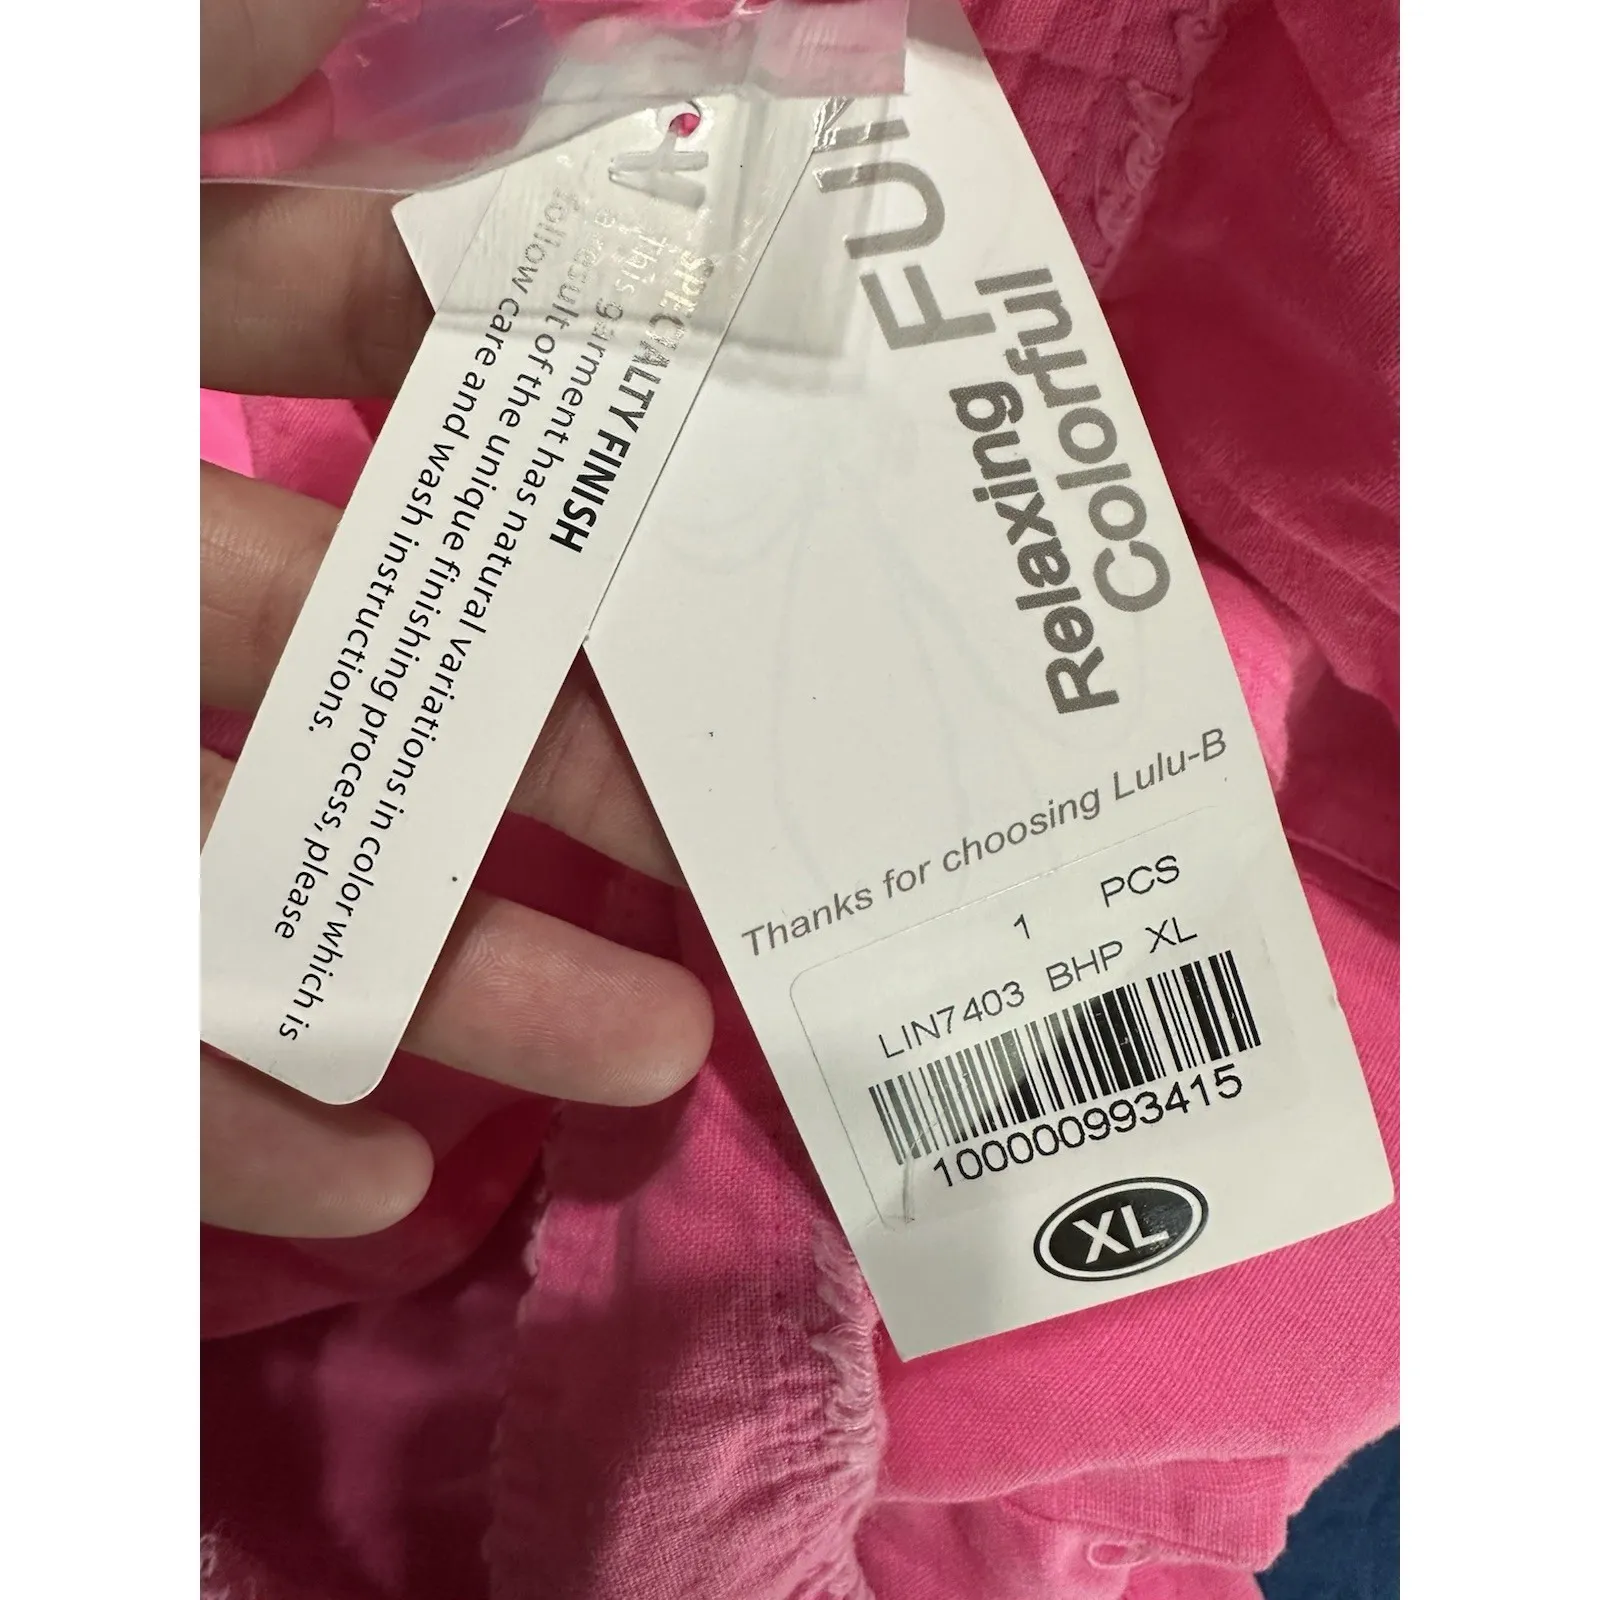 SPECIALTY FINISH
This garment has natural variations in color which is
a result of the unique finishing process, please
follow care and wash instructions.
Relaxing
Colorful
Thanks for choosing Lulu-B
1 PCS
LIN7403 BHP XL
100000993415
XL